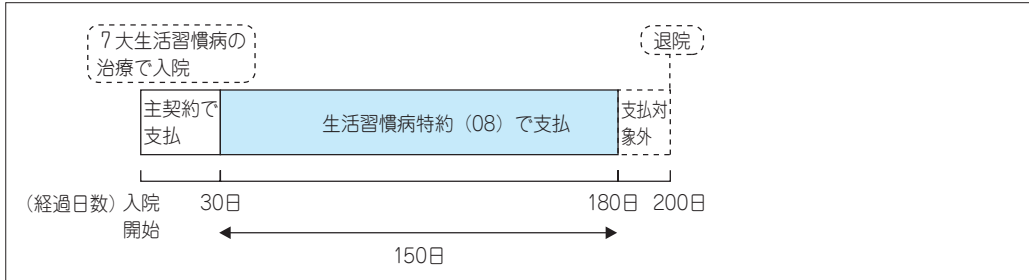 7大生活習慣病の
治療で入院
退院
主契約で
支払
生活習慣病特約（08）で支払
支払対
象外
（経過日数）入院
開始
30日
180日
200日
150日